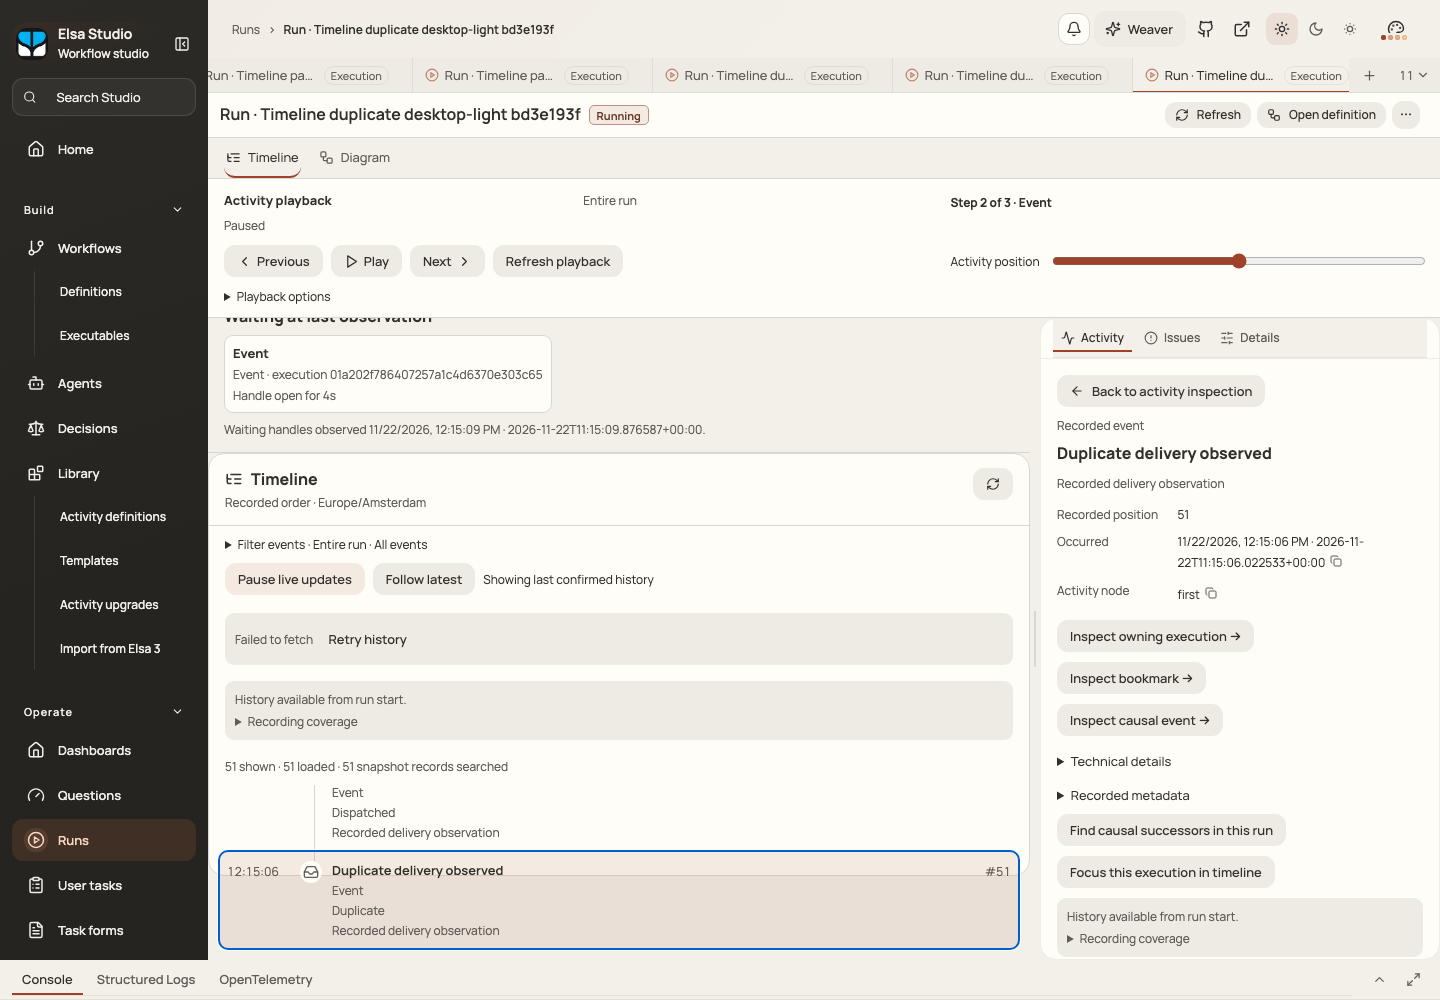 Elsa Studio
Workflow studio
Search Studio
Home
Build
Workflows
Definitions
Executables
Agents
Decisions
Library
Activity definitions
Templates
Activity upgrades
Import from Elsa 3
Operate
Dashboards
Questions
Runs
User tasks
Task forms
Runs › Run · Timeline duplicate desktop-light bd3e193f
Weaver
Run · Timeline pa... Execution
Run · Timeline pa... Execution
Run · Timeline du... Execution
Run · Timeline du... Execution
Run · Timeline du... Execution
11
Run · Timeline duplicate desktop-light bd3e193f Running
Refresh
Open definition
Timeline
Diagram
Activity playback
Entire run
Step 2 of 3 · Event
Paused
Previous
Play
Next
Refresh playback
Activity position
Playback options
Waiting at last observation
Event
Event · execution 01a202f786407257a1c4d6370e303c65
Handle open for 4s
Waiting handles observed 11/22/2026, 12:15:09 PM · 2026-11-22T11:15:09.876587+00:00.
Timeline
Recorded order · Europe/Amsterdam
Filter events · Entire run · All events
Pause live updates
Follow latest
Showing last confirmed history
Failed to fetch
Retry history
History available from run start.
Recording coverage
51 shown · 51 loaded · 51 snapshot records searched
Event
Dispatched
Recorded delivery observation
12:15:06 Duplicate delivery observed #51
Event
Duplicate
Recorded delivery observation
Activity
Issues
Details
Back to activity inspection
Recorded event
Duplicate delivery observed
Recorded delivery observation
Recorded position 51
Occurred 11/22/2026, 12:15:06 PM · 2026-11-
22T11:15:06.022533+00:00
Activity node first
Inspect owning execution →
Inspect bookmark →
Inspect causal event →
Technical details
Recorded metadata
Find causal successors in this run
Focus this execution in timeline
History available from run start.
Recording coverage
Console
Structured Logs
OpenTelemetry